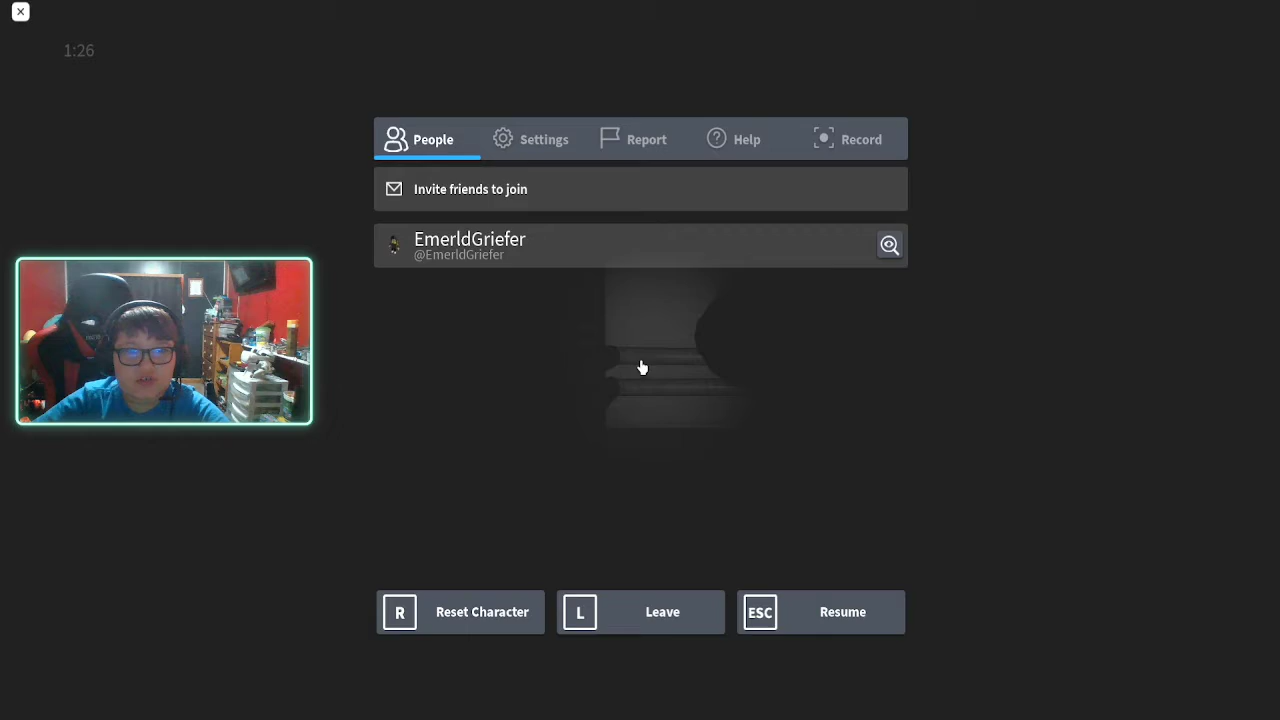 1:26
People
Settings
Report
Help
Record
Invite friends to join
EmerldGriefer
@EmerldGriefer
R
Reset Character
L
Leave
ESC
Resume